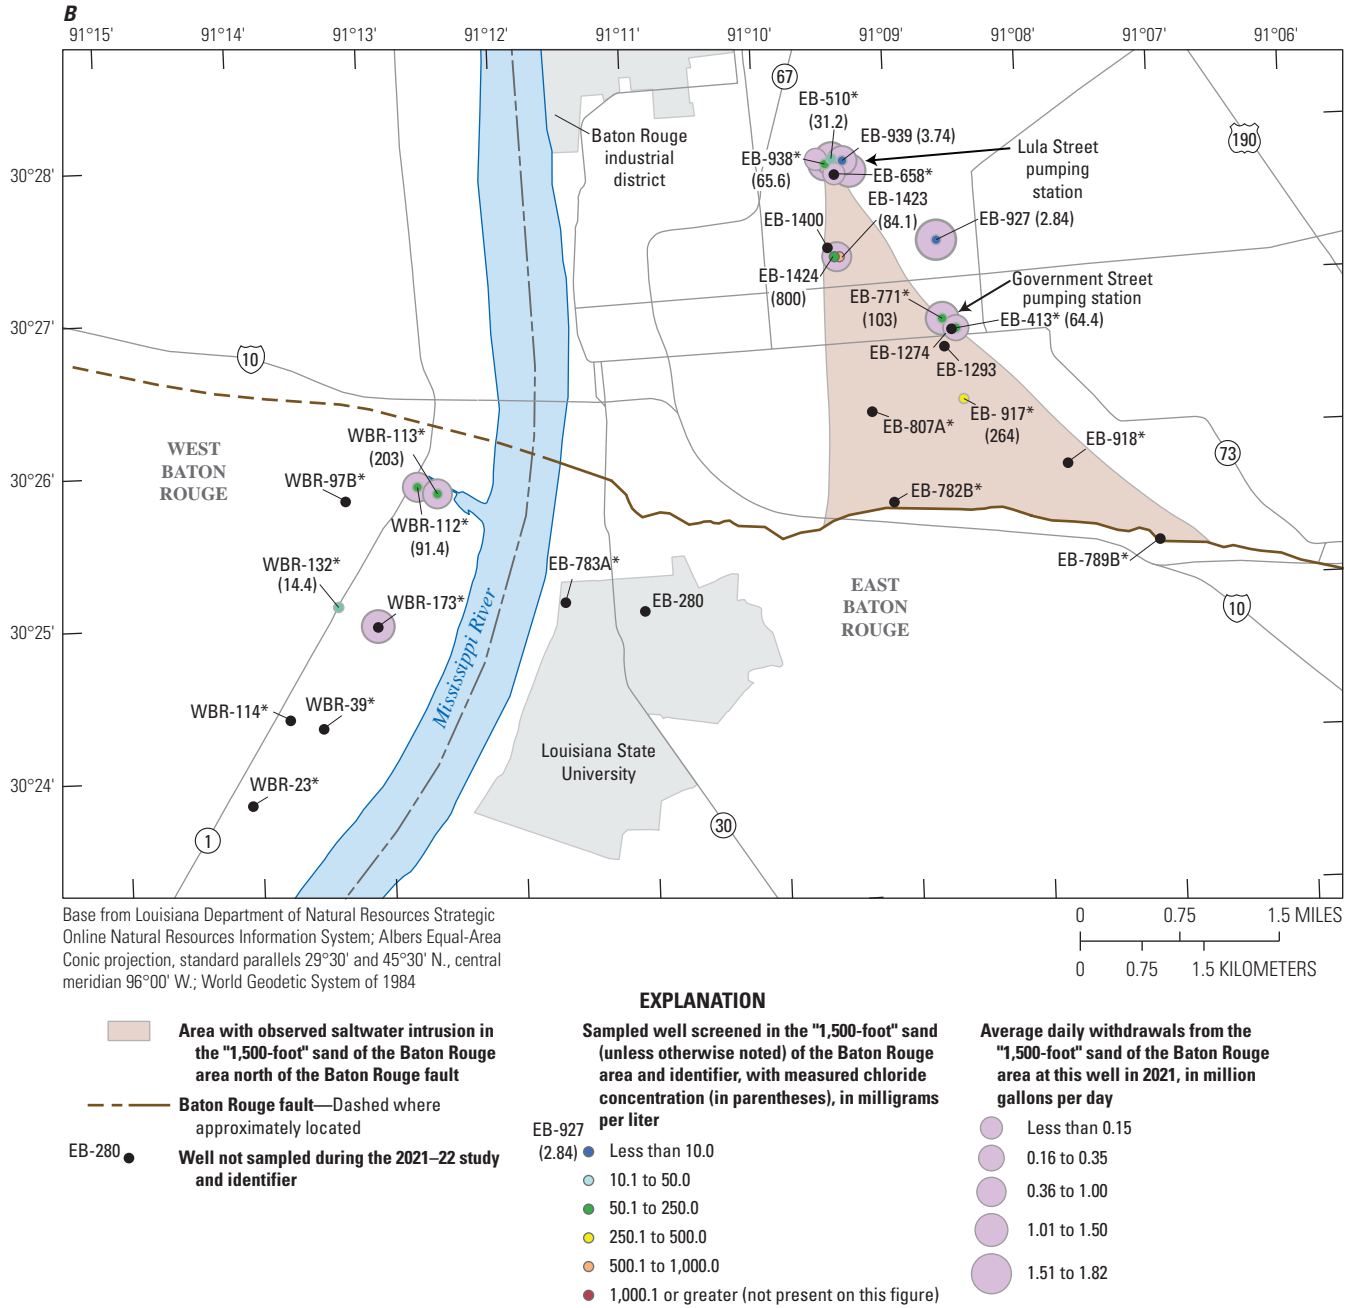 B
91°15'
91°14'
91°13'
91°12'
91°11'
91°10'
91°09'
91°08'
91°07'
91°06'
67
EB-510*
(31.2)
Baton Rouge
industrial
district
EB-939 (3.74)
190
EB-938*
(65.6)
Lula Street
pumping
station
30°28'
EB-658*
EB-1423
(84.1)
EB-1400
EB-927 (2.84)
EB-1424
(800)
Government Street
pumping station
EB-771*
(103)
30°27'
EB-413* (64.4)
10
EB-1274
EB-1293
EB-807A*
EB- 917*
(264)
WBR-113*
(203)
EB-918*
73
WEST
BATON
ROUGE
30°26'
WBR-97B*
EB-782B*
WBR-112*
(91.4)
EB-789B*
WBR-132*
(14.4)
EB-783A*
EAST
BATON
ROUGE
WBR-173*
EB-280
10
30°25'
Mississippi River
WBR-114*
WBR-39*
Louisiana State
University
30°24'
WBR-23*
1
30
Base from Louisiana Department of Natural Resources Strategic
Online Natural Resources Information System; Albers Equal-Area
Conic projection, standard parallels 29°30' and 45°30' N., central
meridian 96°00' W.; World Geodetic System of 1984
0 0.75 1.5 MILES
0 0.75 1.5 KILOMETERS
EXPLANATION
Area with observed saltwater intrusion in
the "1,500-foot" sand of the Baton Rouge
area north of the Baton Rouge fault
Baton Rouge fault—Dashed where
approximately located
EB-280
Well not sampled during the 2021–22 study
and identifier
Sampled well screened in the "1,500-foot" sand
(unless otherwise noted) of the Baton Rouge
area and identifier, with measured chloride
concentration (in parentheses), in milligrams
per liter
EB-927
(2.84)
Less than 10.0
10.1 to 50.0
50.1 to 250.0
250.1 to 500.0
500.1 to 1,000.0
1,000.1 or greater (not present on this figure)
Average daily withdrawals from the
"1,500-foot" sand of the Baton Rouge
area at this well in 2021, in million
gallons per day
Less than 0.15
0.16 to 0.35
0.36 to 1.00
1.01 to 1.50
1.51 to 1.82